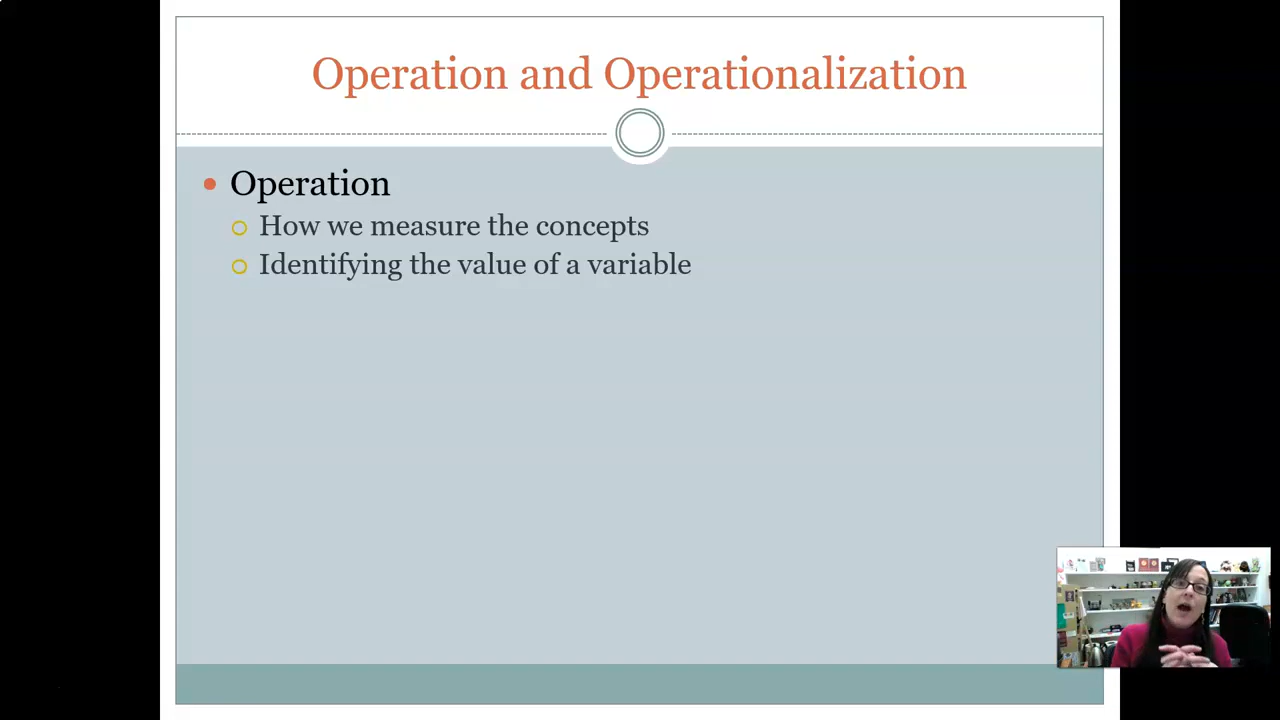 Operation and Operationalization
Operation
How we measure the concepts
Identifying the value of a variable